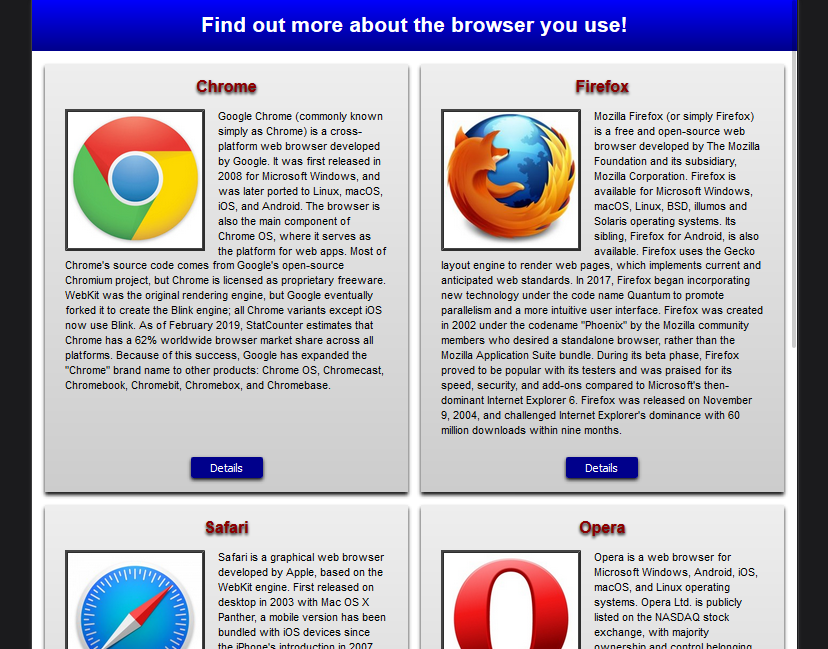 Find out more about the browser you use!
Chrome
Google Chrome (commonly known
simply as Chrome) is a cross-
platform web browser developed
by Google. It was first released in
2008 for Microsoft Windows, and
was later ported to Linux, macOS,
iOS, and Android. The browser is
also the main component of
Chrome OS, where it serves as
the platform for web apps. Most of
Chrome's source code comes from Google's open-source
Chromium project, but Chrome is licensed as proprietary freeware.
WebKit was the original rendering engine, but Google eventually
forked it to create the Blink engine; all Chrome variants except iOS
now use Blink. As of February 2019, StatCounter estimates that
Chrome has a 62% worldwide browser market share across all
platforms. Because of this success, Google has expanded the
"Chrome" brand name to other products: Chrome OS, Chromecast,
Chromebook, Chromebit, Chromebox, and Chromebase.
Details
Firefox
Mozilla Firefox (or simply Firefox)
is a free and open-source web
browser developed by The Mozilla
Foundation and its subsidiary,
Mozilla Corporation. Firefox is
available for Microsoft Windows,
macOS, Linux, BSD, illumos and
Solaris operating systems. Its
sibling, Firefox for Android, is also
available. Firefox uses the Gecko
layout engine to render web pages, which implements current and
anticipated web standards. In 2017, Firefox began incorporating
new technology under the code name Quantum to promote
parallelism and a more intuitive user interface. Firefox was created
in 2002 under the codename "Phoenix" by the Mozilla community
members who desired a standalone browser, rather than the
Mozilla Application Suite bundle. During its beta phase, Firefox
proved to be popular with its testers and was praised for its
speed, security, and add-ons compared to Microsoft's then-
dominant Internet Explorer 6. Firefox was released on November
9, 2004, and challenged Internet Explorer's dominance with 60
million downloads within nine months.
Details
Safari
Safari is a graphical web browser
developed by Apple, based on the
WebKit engine. First released on
desktop in 2003 with Mac OS X
Panther, a mobile version has been
bundled with iOS devices since
the iPhone's introduction in 2007.
Opera
Opera is a web browser for
Microsoft Windows, Android, iOS,
macOS, and Linux operating
systems. Opera Ltd. is publicly
listed on the NASDAQ stock
exchange, with majority
ownership and control belonging